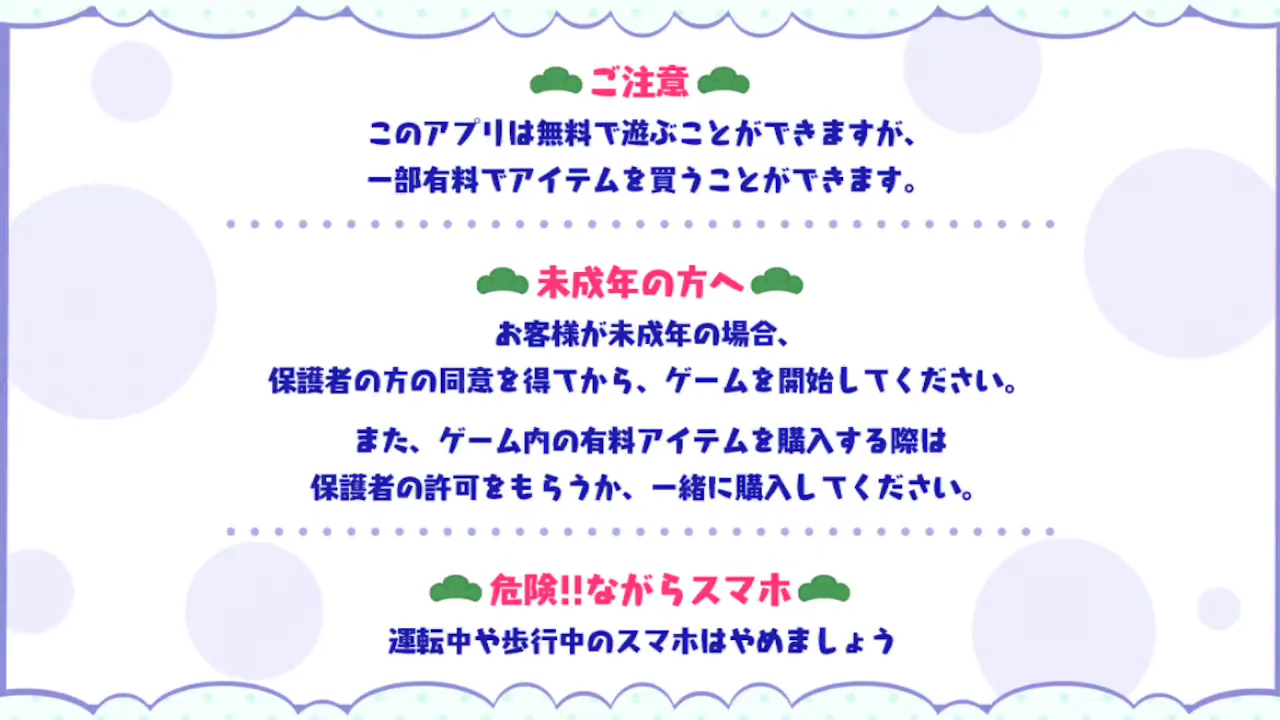 ご注意
このアプリは無料で遊ぶことができますが、
一部有料でアイテムを買うことができます。
未成年の方へ
お客様が未成年の場合、
保護者の方の同意を得てから、ゲームを開始してください。
また、ゲーム内の有料アイテムを購入する際は
保護者の許可をもらうか、一緒に購入してください。
危険!!ながらスマホ
運転中や歩行中のスマホはやめましょう